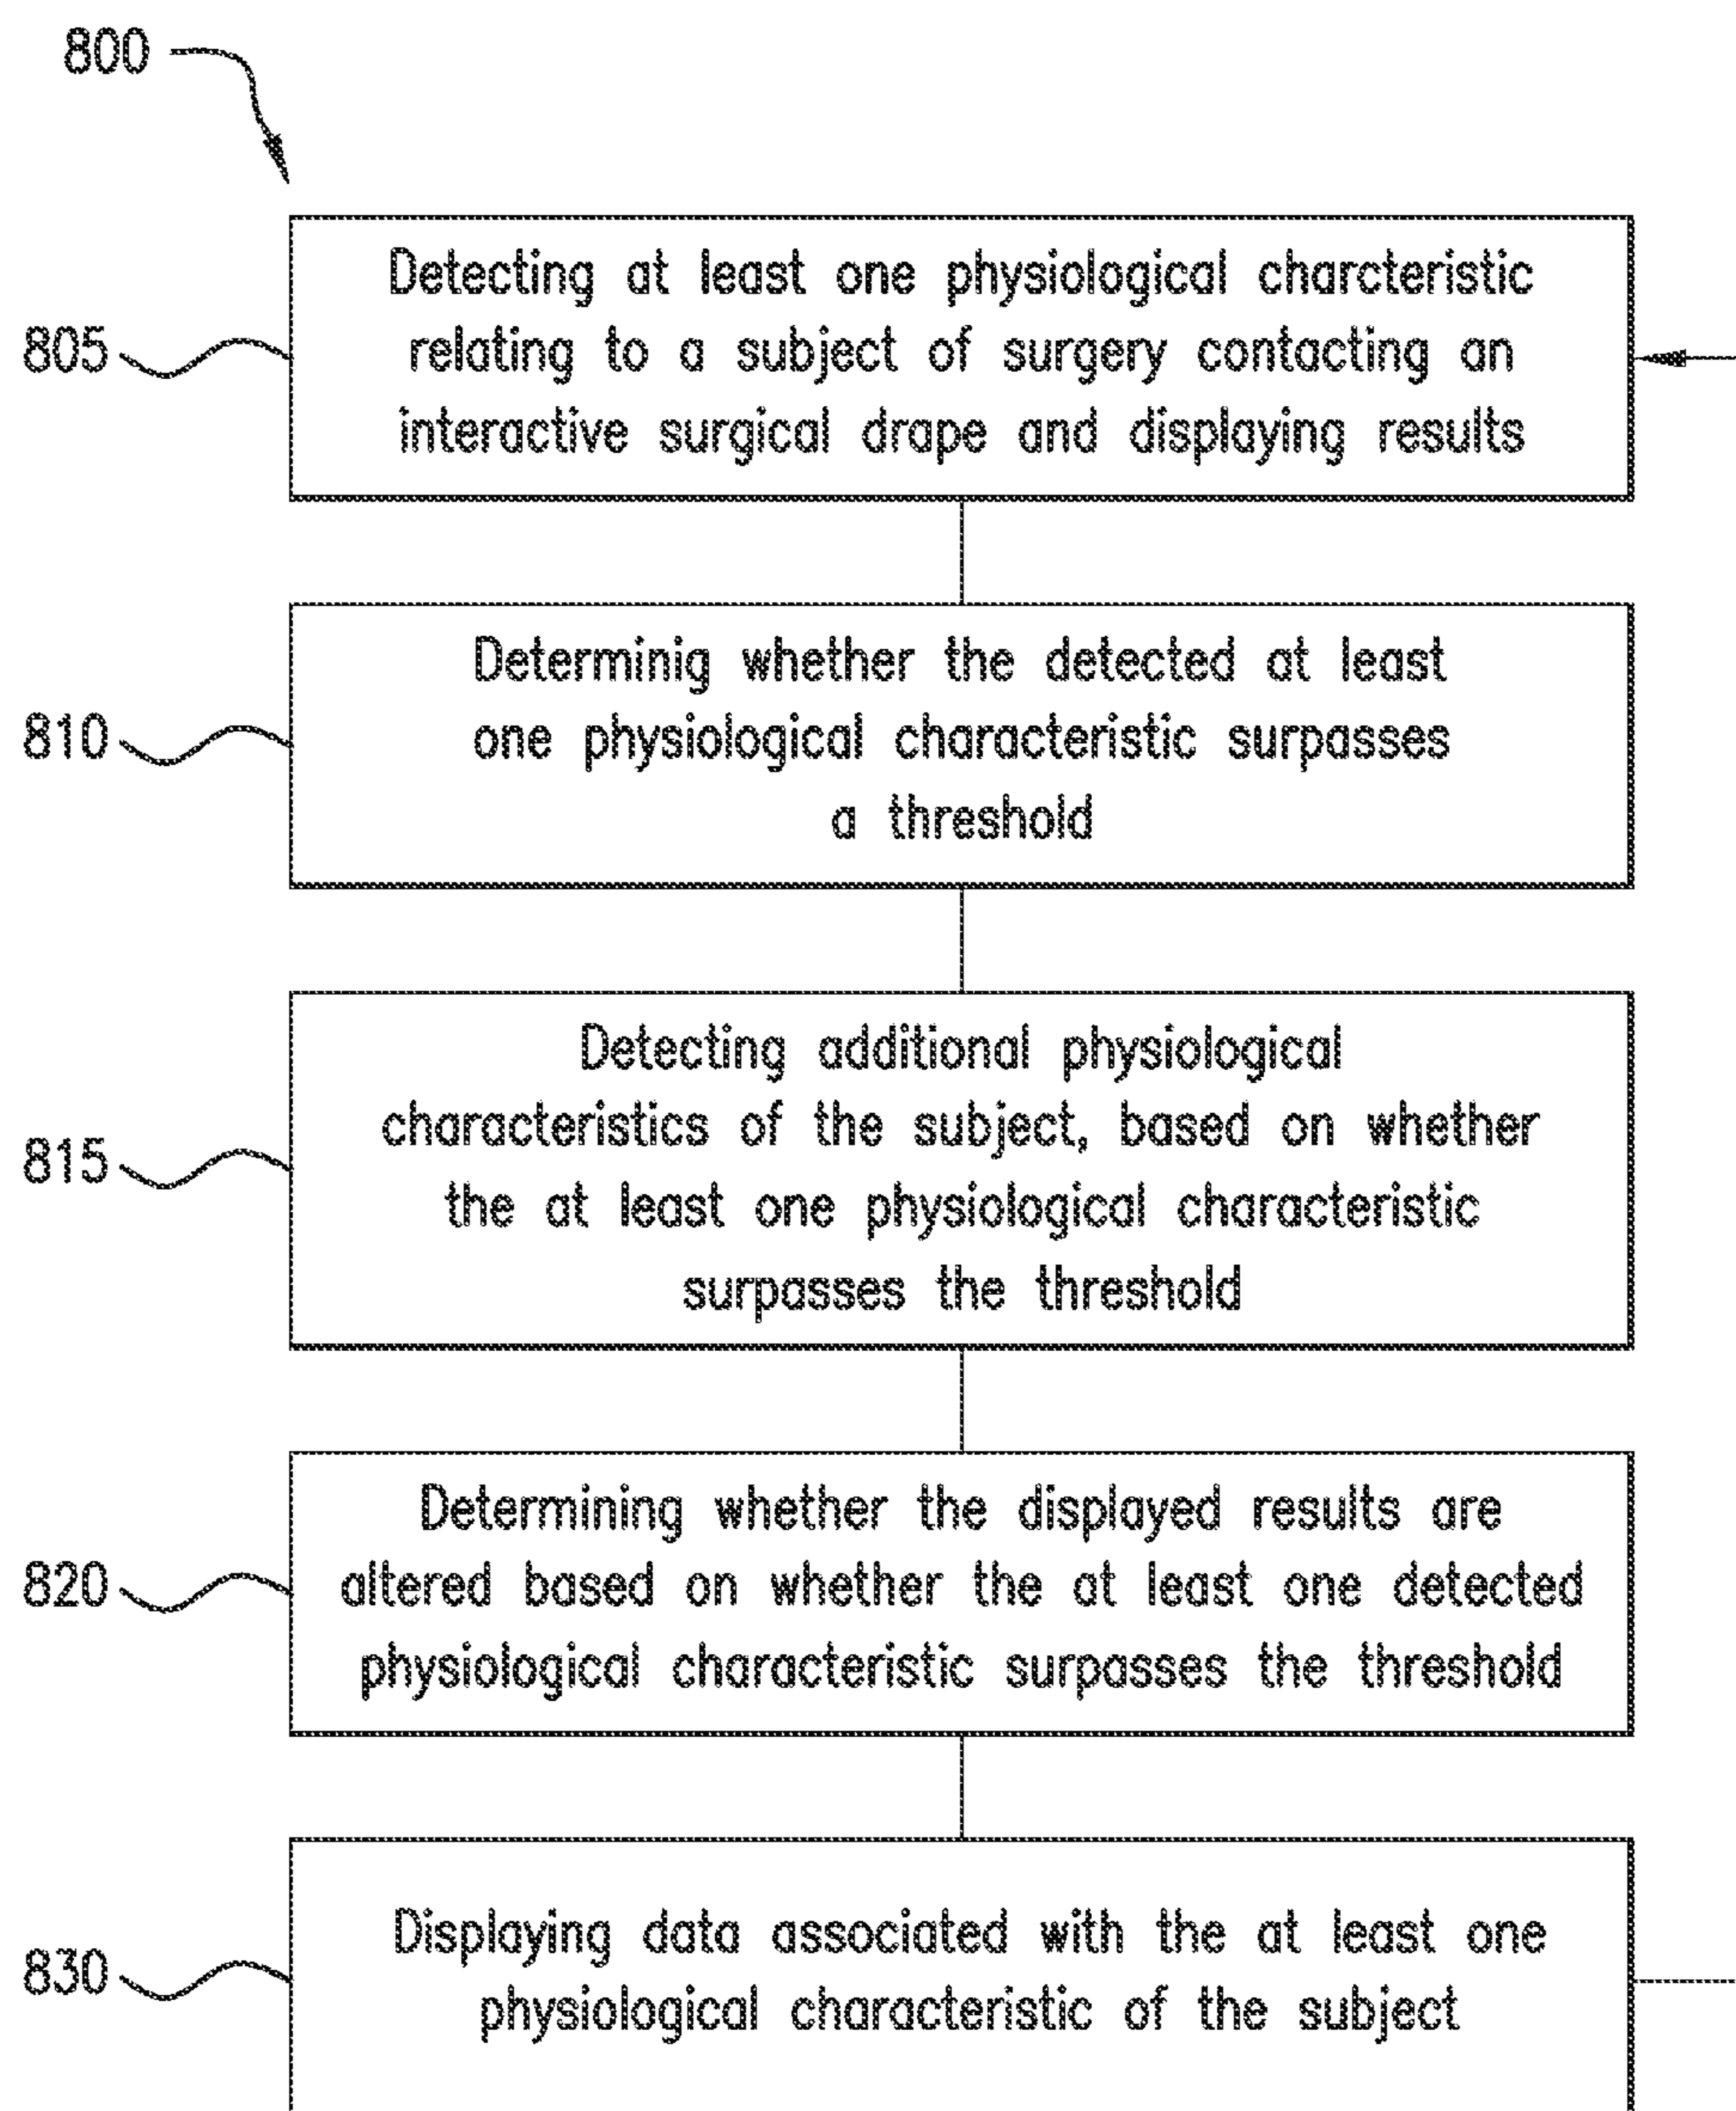 800
805
Detecting at least one physiological charcteristic
relating to a subject of surgery contacting an
interactive surgical drape and displaying results
810
Determinig whether the detected at least
one physiological characteristic surpasses
a threshold
815
Detecting additional physiological
characteristics of the subject, based on whether
the at least one physiological characteristic
surpasses the threshold
820
Determining whether the displayed results are
altered based on whether the at least one detected
physiological characteristic surpasses the threshold
830
Displaying data associated with the at least one
physiological characteristic of the subject